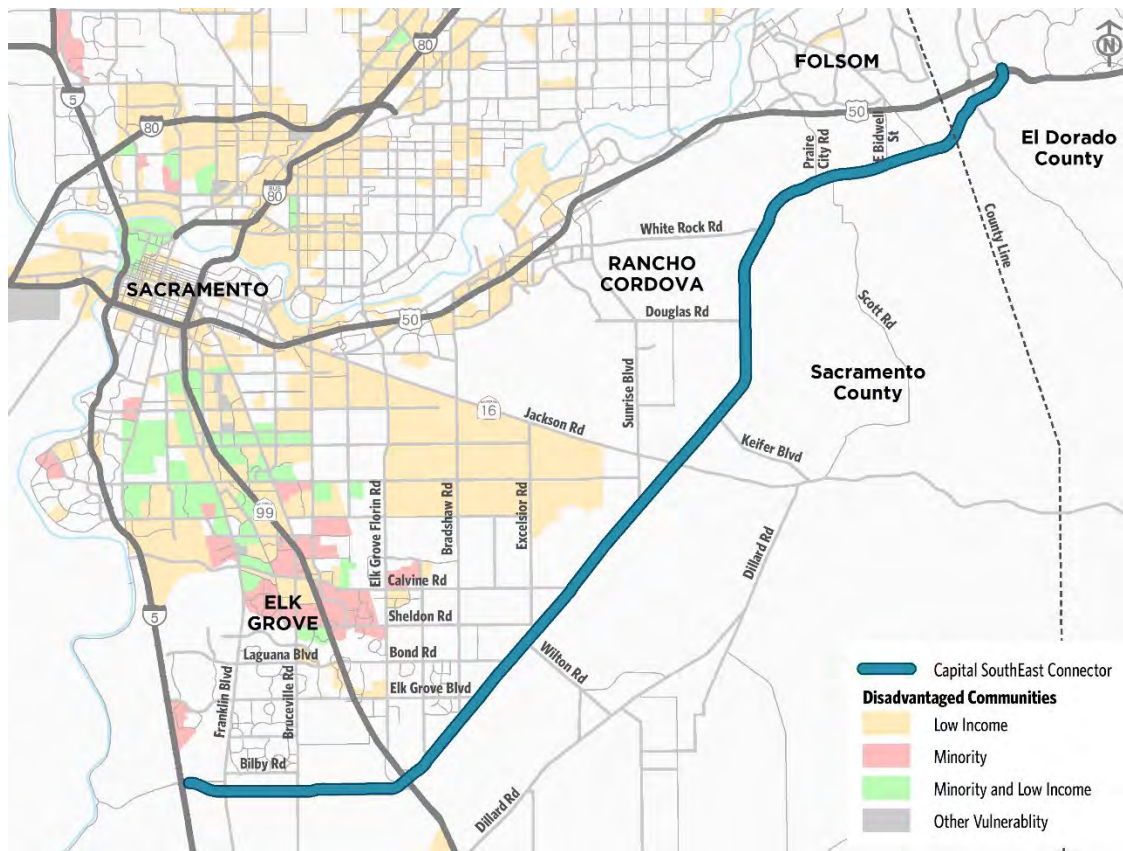 80
FOLSOM
N
5
50
80
Praire
City Rd
E Bidwell
St
El Dorado
County
BUS
80
White Rock Rd
County Line
RANCHO
CORDOVA
SACRAMENTO
Douglas Rd
50
Scott Rd
Sunrise Blvd
Sacramento
County
16
Jackson Rd
Keifer Blvd
99
Elk Grove Florin Rd
Bradshaw Rd
Excelsior Rd
Dillard Rd
Calvine Rd
ELK
GROVE
Sheldon Rd
5
Laguana Blvd
Bond Rd
Wilton Rd
Franklin Blvd
Bruceville Rd
Elk Grove Blvd
Bilby Rd
Dillard Rd
Capital SouthEast Connector
Disadvantaged Communities
Low Income
Minority
Minority and Low Income
Other Vulnerablity